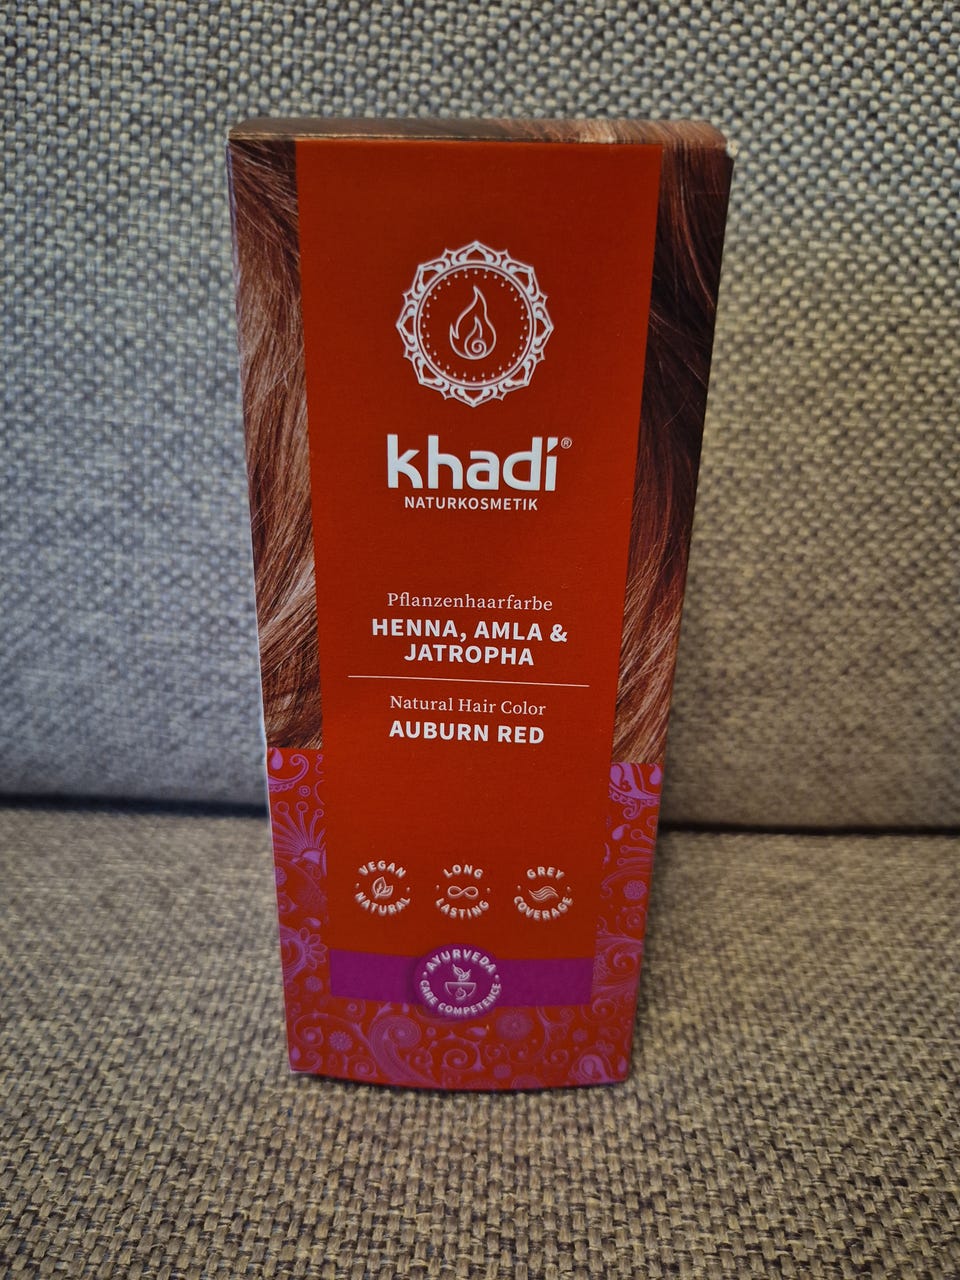 khadí®
NATURKOSMETIK
Pflanzenhaarfarbe
HENNA, AMLA &
JATROPHA
Natural Hair Color
AUBURN RED
VEGAN
NATURAL
LONG
LASTING
GREY
COVERAGE
AYURVEDA
CARE COMPETENCE